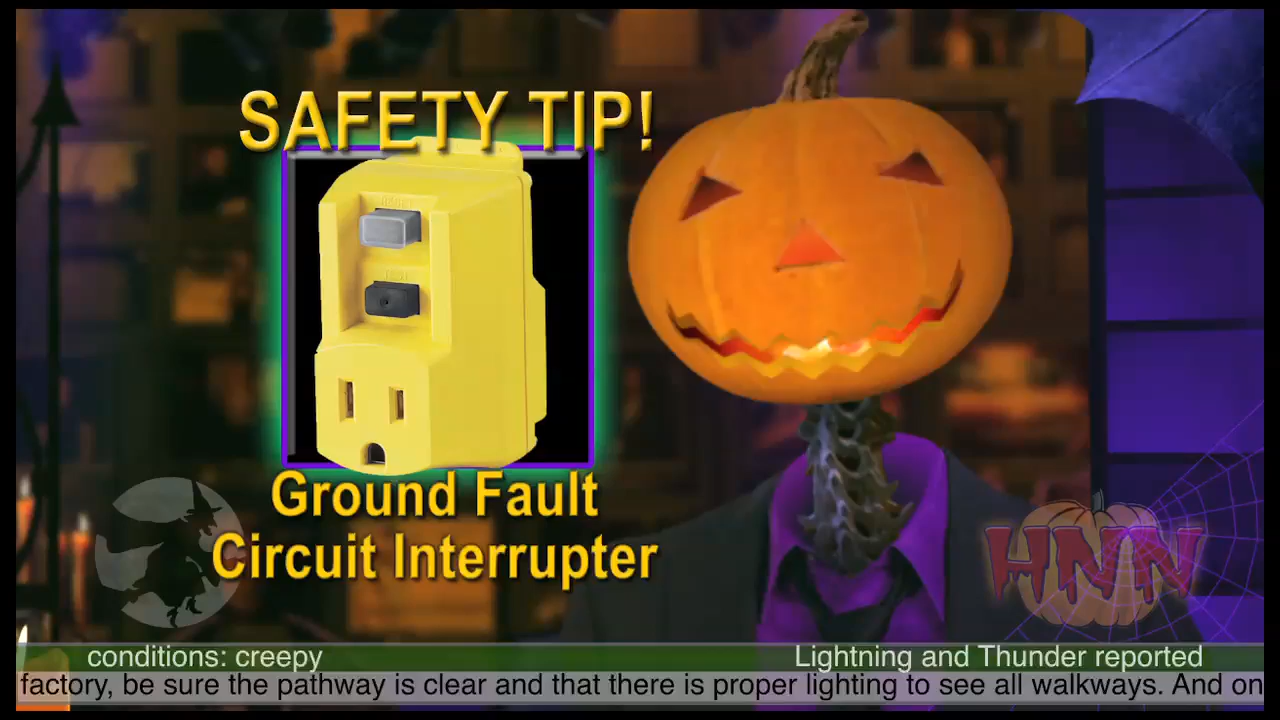 SAFETY TIP!
Ground Fault
Circuit Interrupter
HNN
conditions: creepy
Lightning and Thunder reported
factory, be sure the pathway is clear and that there is proper lighting to see all walkways. And on